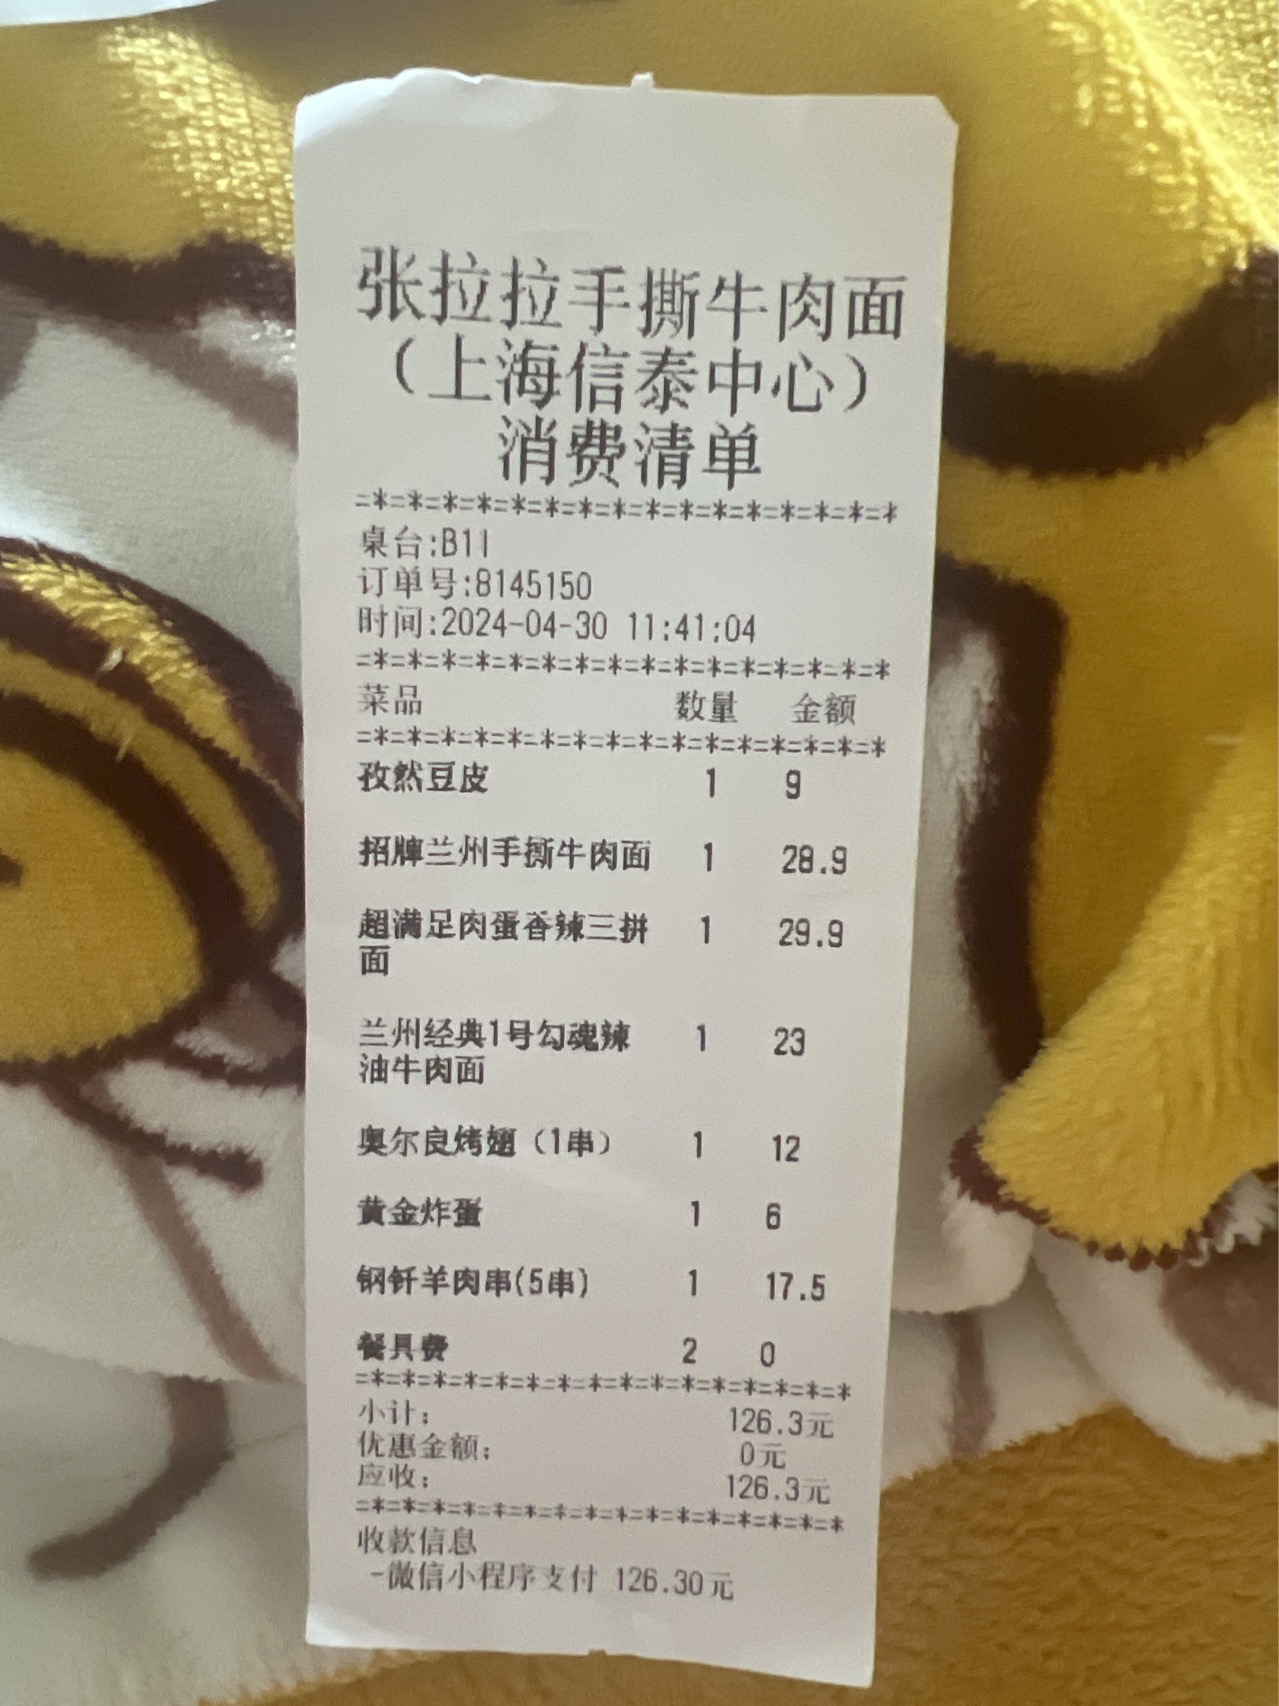 张拉拉手撕牛肉面
（上海信泰中心）
消费清单
=*=*=*=*=*=*=*=*=*=*=*=*=*=*=*=*
桌台:B11
订单号:8145150
时间:2024-04-30 11:41:04
=*=*=*=*=*=*=*=*=*=*=*=*=*=*=*=*
菜品 数量 金额
=*=*=*=*=*=*=*=*=*=*=*=*=*=*=*=*
孜然豆皮 1 9
招牌兰州手撕牛肉面 1 28.9
超满足肉蛋香辣三拼 1 29.9
面
兰州经典1号勾魂辣 1 23
油牛肉面
奥尔良烤翅（1串） 1 12
黄金炸蛋 1 6
钢钎羊肉串(5串) 1 17.5
餐具费 2 0
=*=*=*=*=*=*=*=*=*=*=*=*=*=*=*=*
小计: 126.3元
优惠金额: 0元
应收: 126.3元
=*=*=*=*=*=*=*=*=*=*=*=*=*=*=*=*
收款信息
-微信小程序支付 126.30元